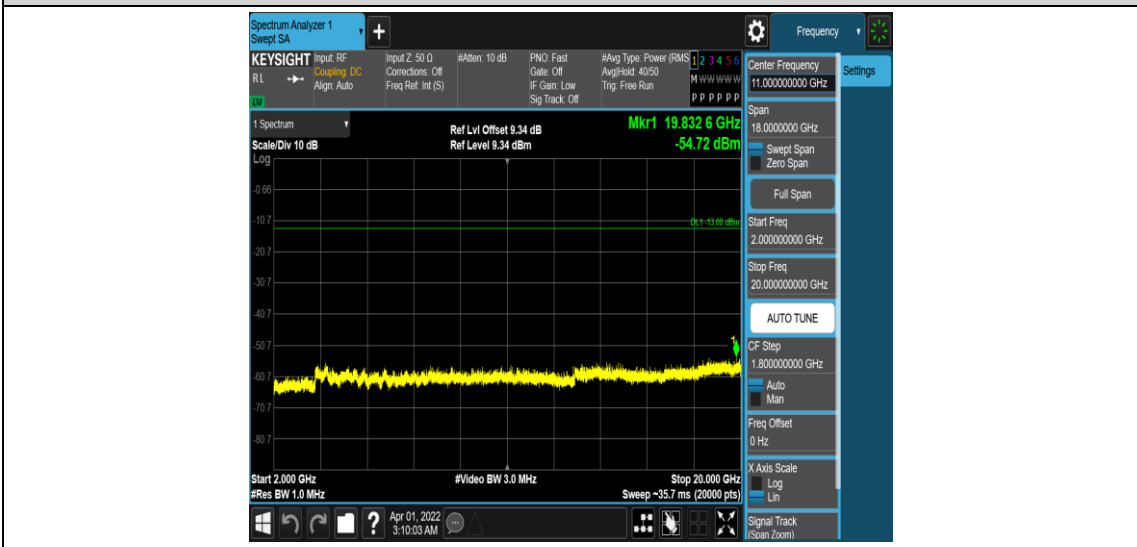 Spectrum Analyzer 1
Swept SA
Frequency
KEYSIGHT
RL
LXI
Input: RF
Coupling: DC
Align: Auto
Input Z: 50 Ω
Corrections: Off
Freq Ref: Int (S)
#Atten: 10 dB
PNO: Fast
Gate: Off
IF Gain: Low
Sig Track: Off
#Avg Type: Power (RMS
Avg|Hold: 40/50
Trig: Free Run
1 2 3 4 5 6
M W W W W W
P P P P P P
1 Spectrum
Scale/Div 10 dB
Log
Ref Lvl Offset 9.34 dB
Ref Level 9.34 dBm
Mkr1 19.832 6 GHz
-54.72 dBm
-0.66
-10.7
DL1 -13.00 dBm
-20.7
-30.7
-40.7
-50.7
1
-60.7
-70.7
-80.7
Start 2.000 GHz
#Res BW 1.0 MHz
#Video BW 3.0 MHz
Stop 20.000 GHz
Sweep ~35.7 ms (20000 pts)
Center Frequency
11.000000000 GHz
Settings
Span
18.0000000 GHz
Swept Span
Zero Span
Full Span
Start Freq
2.000000000 GHz
Stop Freq
20.000000000 GHz
AUTO TUNE
CF Step
1.800000000 GHz
Auto
Man
Freq Offset
0 Hz
X Axis Scale
Log
Lin
Signal Track
(Span Zoom)
?
Apr 01, 2022
3:10:03 AM